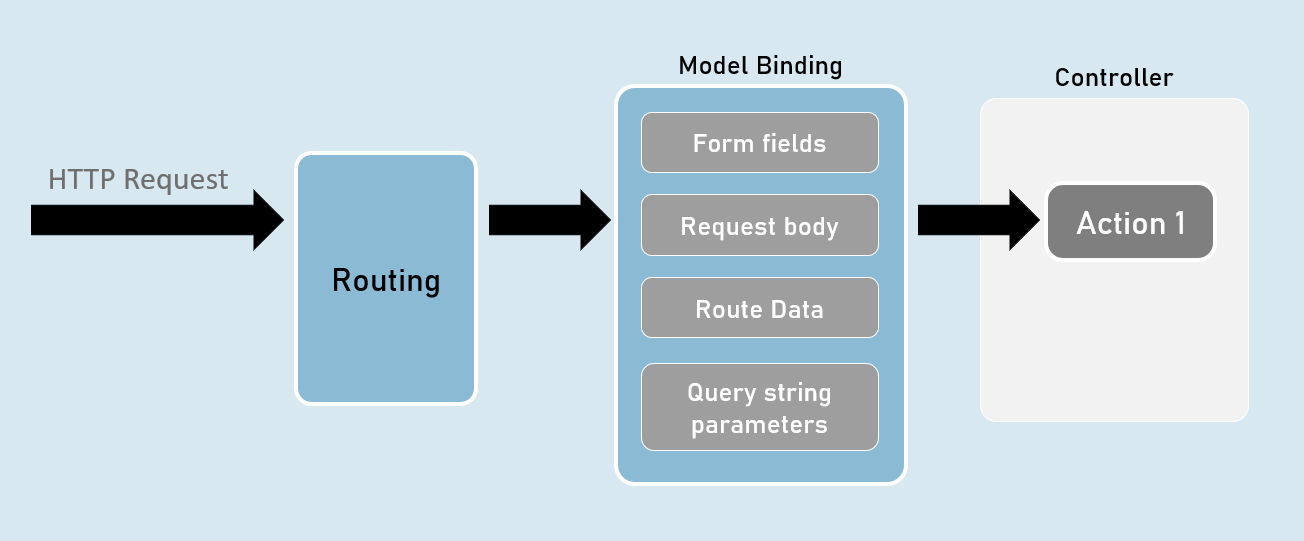 HTTP Request
Routing
Model Binding
Form fields
Request body
Route Data
Query string
parameters
Controller
Action 1